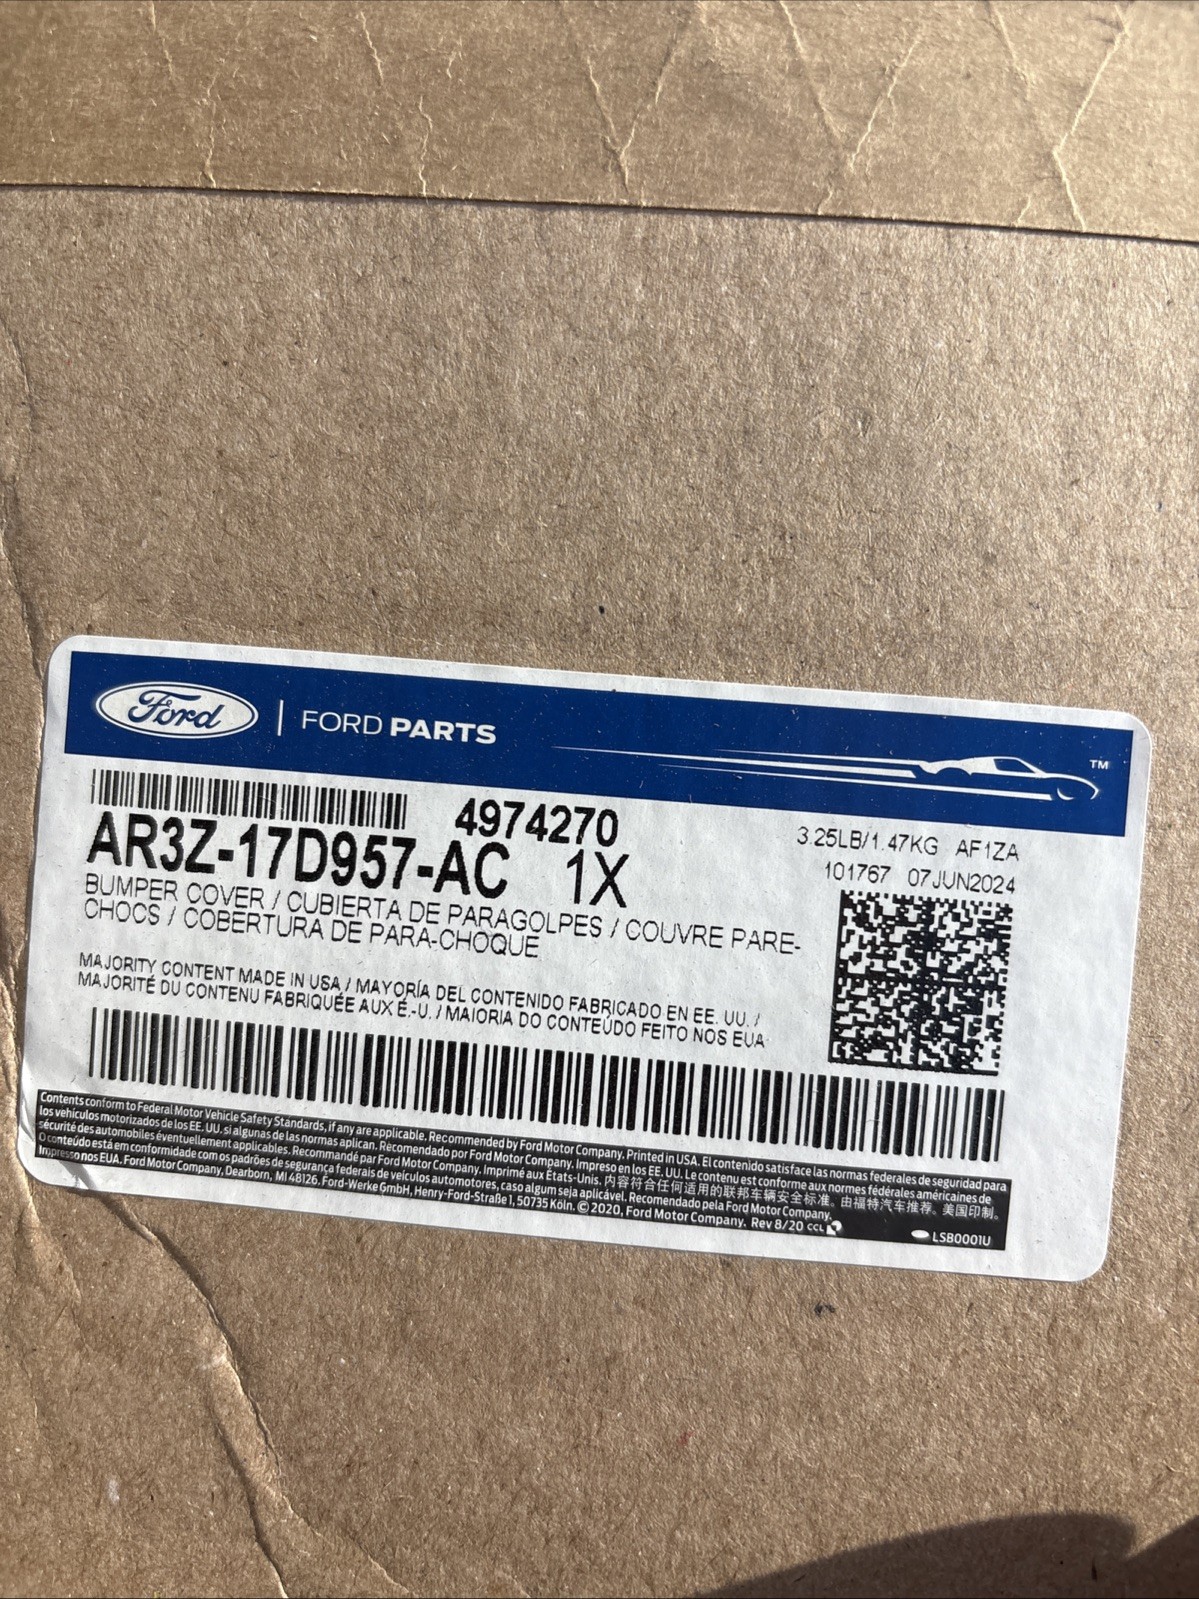 Ford | FORD PARTS
TM
4974270
AR3Z-17D957-AC 1X
3.25LB/1.47KG AF1ZA
101767 07JUN2024
BUMPER COVER / CUBIERTA DE PARAGOLPES / COUVRE PARE-
CHOCS / COBERTURA DE PARA-CHOQUE
MAJORITY CONTENT MADE IN USA / MAYORÍA DEL CONTENIDO FABRICADO EN EE. UU. /
MAJORITÉ DU CONTENU FABRIQUÉE AUX É.-U. / MAIORIA DO CONTEÚDO FEITO NOS EUA
Contents conform to Federal Motor Vehicle Safety Standards, if any are applicable. Recommended by Ford Motor Company. Printed in USA. El contenido satisface las normas federales de seguridad para
los vehículos motorizados de los EE. UU. si algunas de las normas aplican. Recomendado por Ford Motor Company. Impreso en los EE. UU. Le contenu est conforme aux normes fédérales américaines de
sécurité des automobiles éventuellement applicables. Recommandé par Ford Motor Company. Imprimé aux États-Unis. 内容符合任何适用的联邦车辆安全标准。由福特汽车推荐。美国印制。
O conteúdo está em conformidade com os padrões de segurança federais de veículos automotores, caso algum seja aplicável. Recomendado pela Ford Motor Company.
Impresso nos EUA. Ford Motor Company, Dearborn, MI 48126. Ford-Werke GmbH, Henry-Ford-Straße 1, 50735 Köln. © 2020, Ford Motor Company. Rev 8/20 CCL
LSB0001U